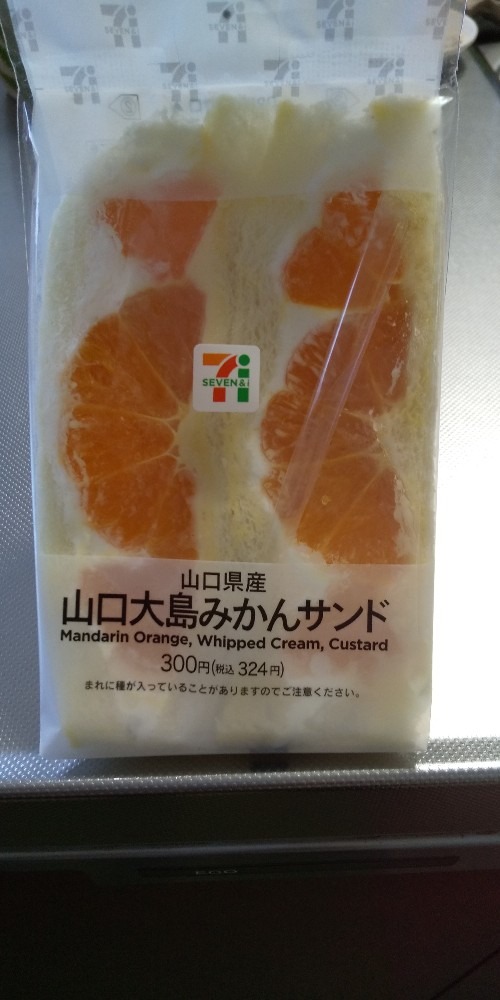 SEVEN&i
山口県産
山口大島みかんサンド
Mandarin Orange, Whipped Cream, Custard
300円(税込 324円)
まれに種が入っていることがありますのでご注意ください。